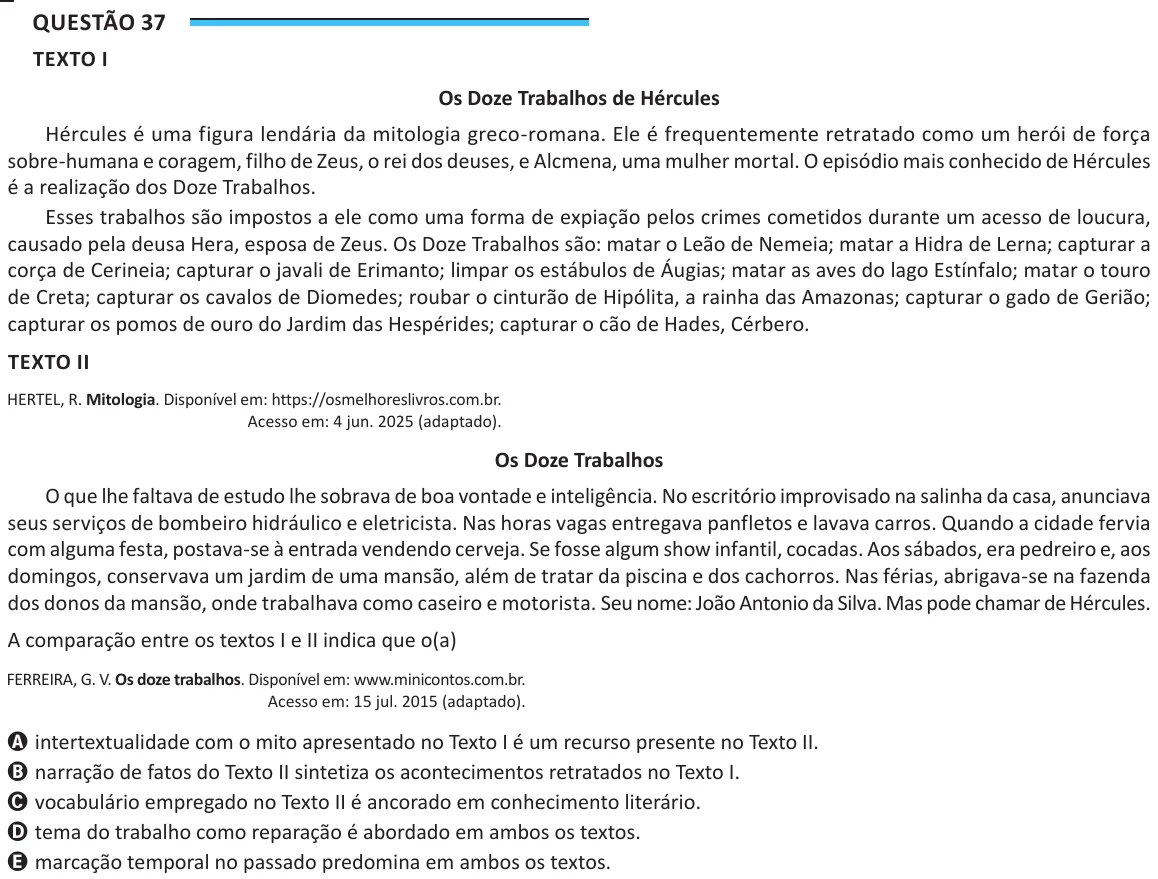 QUESTÃO 37
TEXTO I
Os Doze Trabalhos de Hércules
Hércules é uma figura lendária da mitologia greco-romana. Ele é frequentemente retratado como um herói de força
sobre-humana e coragem, filho de Zeus, o rei dos deuses, e Alcmena, uma mulher mortal. O episódio mais conhecido de Hércules
é a realização dos Doze Trabalhos.
Esses trabalhos são impostos a ele como uma forma de expiação pelos crimes cometidos durante um acesso de loucura,
causado pela deusa Hera, esposa de Zeus. Os Doze Trabalhos são: matar o Leão de Nemeia; matar a Hidra de Lerna; capturar a
corça de Cerineia; capturar o javali de Erimanto; limpar os estábulos de Áugias; matar as aves do lago Estínfalo; matar o touro
de Creta; capturar os cavalos de Diomedes; roubar o cinturão de Hipólita, a rainha das Amazonas; capturar o gado de Gerião;
capturar os pomos de ouro do Jardim das Hespérides; capturar o cão de Hades, Cérbero.
TEXTO II
HERTEL, R. Mitologia. Disponível em: https://osmelhoreslivros.com.br.
Acesso em: 4 jun. 2025 (adaptado).
Os Doze Trabalhos
O que lhe faltava de estudo lhe sobrava de boa vontade e inteligência. No escritório improvisado na salinha da casa, anunciava
seus serviços de bombeiro hidráulico e eletricista. Nas horas vagas entregava panfletos e lavava carros. Quando a cidade fervia
com alguma festa, postava-se à entrada vendendo cerveja. Se fosse algum show infantil, cocadas. Aos sábados, era pedreiro e, aos
domingos, conservava um jardim de uma mansão, além de tratar da piscina e dos cachorros. Nas férias, abrigava-se na fazenda
dos donos da mansão, onde trabalhava como caseiro e motorista. Seu nome: João Antonio da Silva. Mas pode chamar de Hércules.
A comparação entre os textos I e II indica que o(a)
FERREIRA, G. V. Os doze trabalhos. Disponível em: www.minicontos.com.br.
Acesso em: 15 jul. 2015 (adaptado).
A intertextualidade com o mito apresentado no Texto I é um recurso presente no Texto II.
B narração de fatos do Texto II sintetiza os acontecimentos retratados no Texto I.
C vocabulário empregado no Texto II é ancorado em conhecimento literário.
D tema do trabalho como reparação é abordado em ambos os textos.
E marcação temporal no passado predomina em ambos os textos.